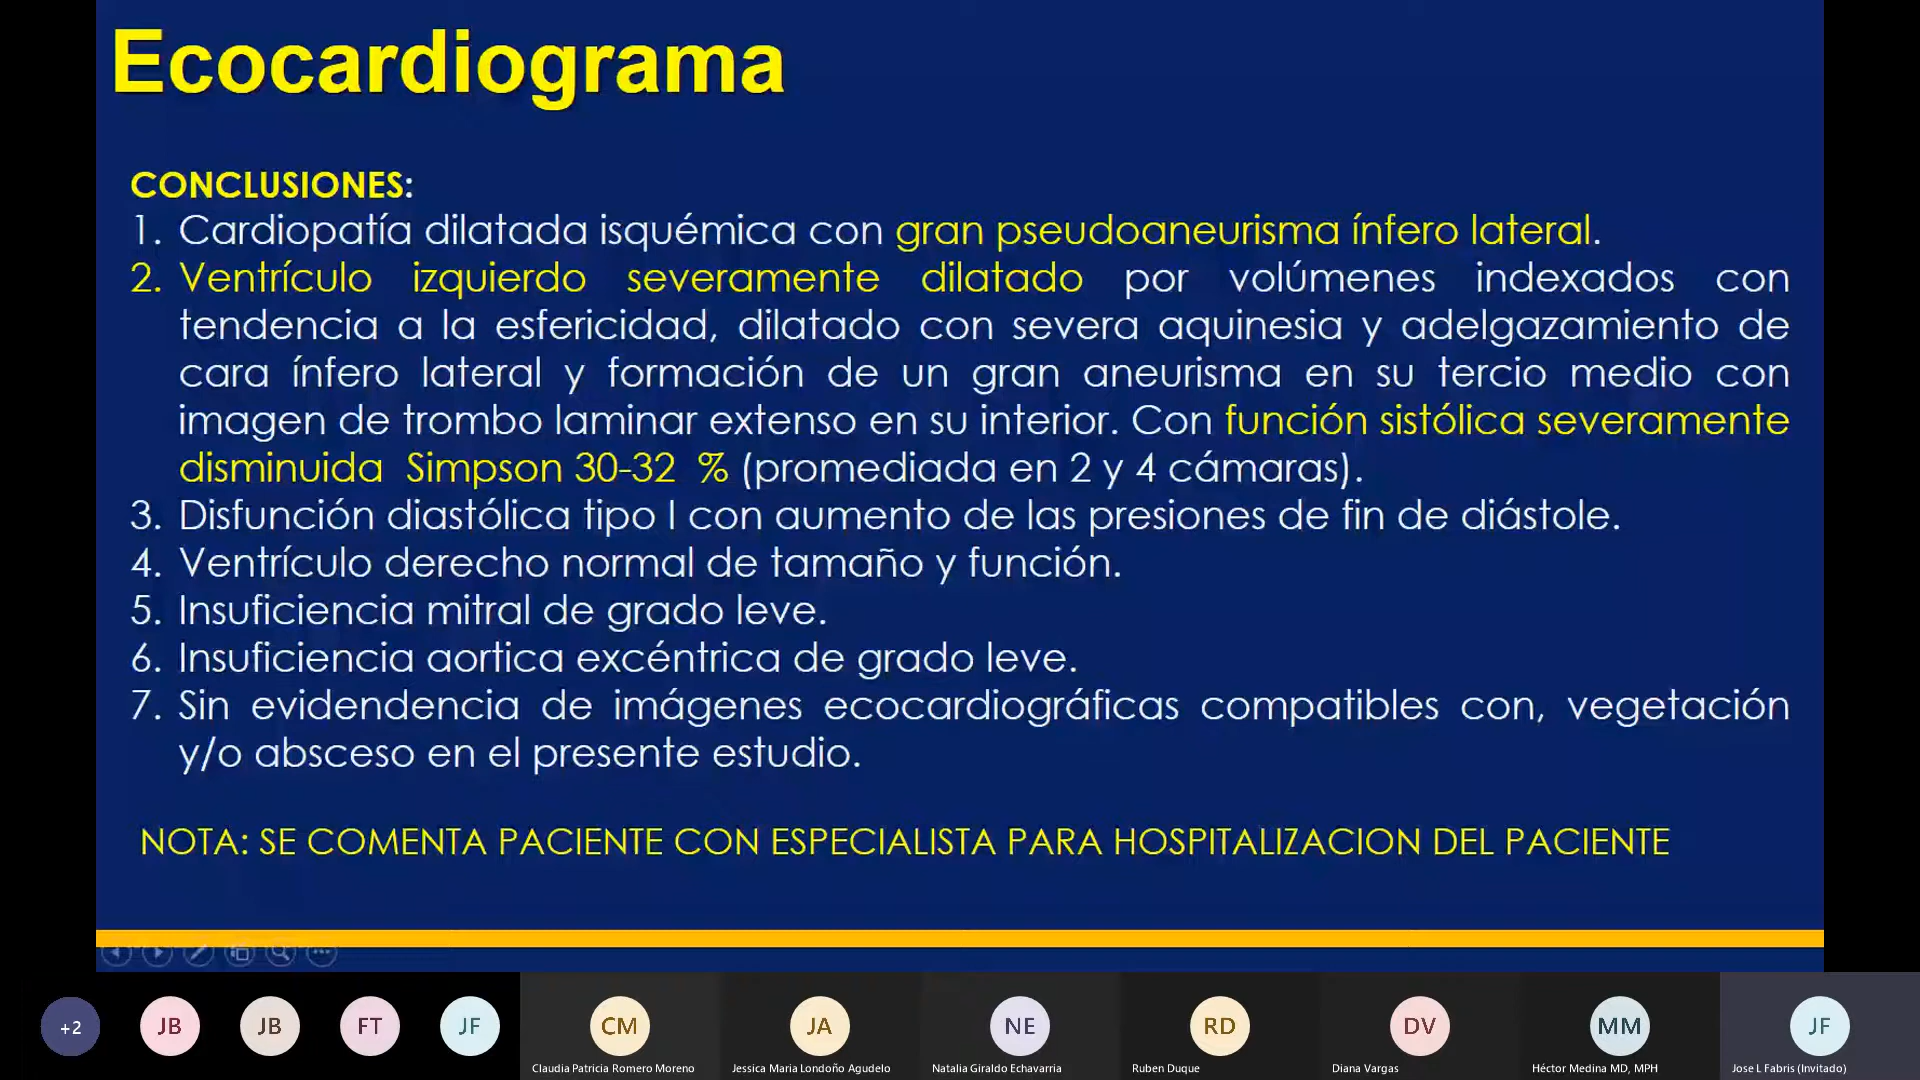 Ecocardiograma
CONCLUSIONES:
1. Cardiopatía dilatada isquémica con gran pseudoaneurisma ínfero lateral.
2. Ventrículo izquierdo severamente dilatado por volúmenes indexados con
tendencia a la esfericidad, dilatado con severa aquinesia y adelgazamiento de
cara ínfero lateral y formación de un gran aneurisma en su tercio medio con
imagen de trombo laminar extenso en su interior. Con función sistólica severamente
disminuida Simpson 30-32 % (promediada en 2 y 4 cámaras).
3. Disfunción diastólica tipo I con aumento de las presiones de fin de diástole.
4. Ventrículo derecho normal de tamaño y función.
5. Insuficiencia mitral de grado leve.
6. Insuficiencia aortica excéntrica de grado leve.
7. Sin evidendencia de imágenes ecocardiográficas compatibles con, vegetación
y/o absceso en el presente estudio.
NOTA: SE COMENTA PACIENTE CON ESPECIALISTA PARA HOSPITALIZACION DEL PACIENTE
+2 JB JB FT JF CM JA NE RD DV MM JF
Claudia Patricia Romero Moreno Jessica Maria Londoño Agudelo Natalia Giraldo Echavarria Ruben Duque Diana Vargas Héctor Medina MD, MPH Jose L Fabris (Invitado)